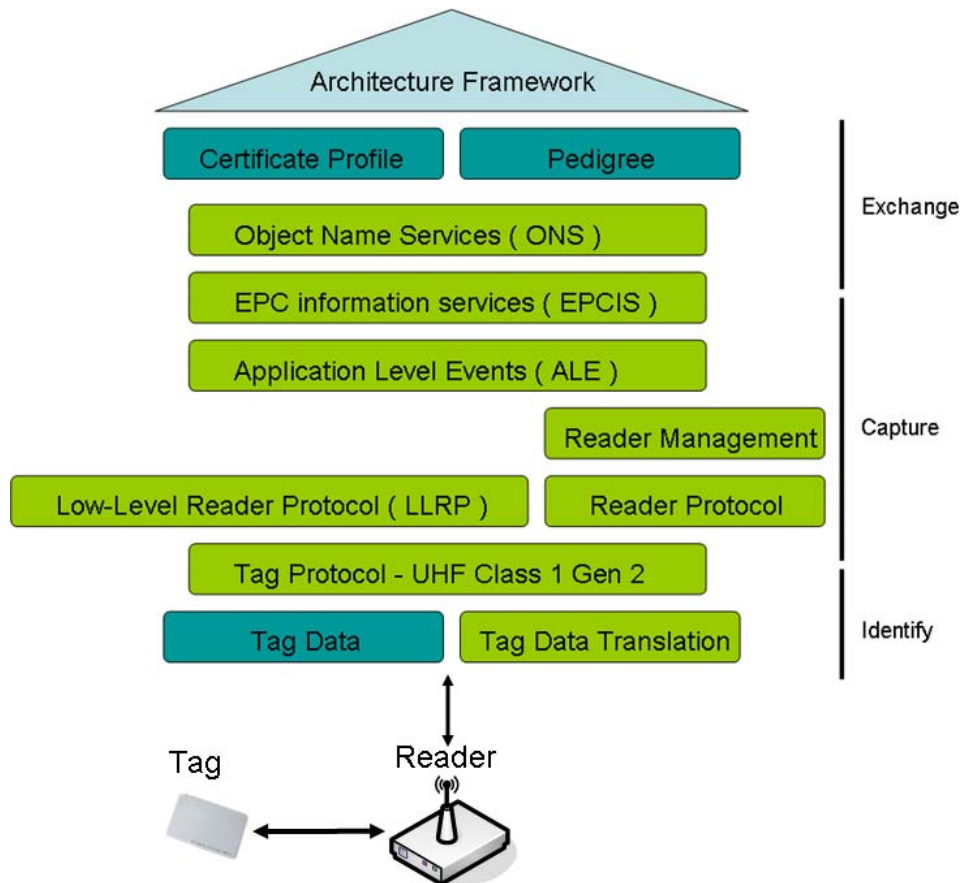 Architecture Framework
Certificate Profile
Pedigree
Exchange
Object Name Services ( ONS )
EPC information services ( EPCIS )
Application Level Events ( ALE )
Reader Management
Capture
Low-Level Reader Protocol ( LLRP )
Reader Protocol
Tag Protocol - UHF Class 1 Gen 2
Tag Data
Tag Data Translation
Identify
Tag
Reader